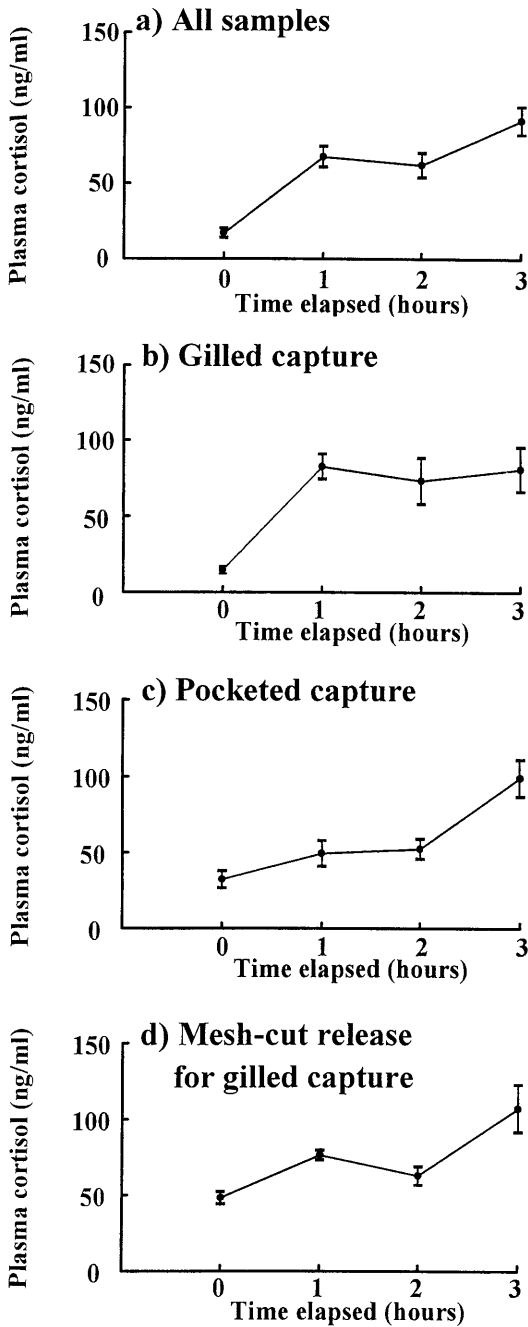 a) All samples
Plasma cortisol (ng/ml)
150
100
50
0
0 1 2 3
Time elapsed (hours)
b) Gilled capture
Plasma cortisol (ng/ml)
150
100
50
0
0 1 2 3
Time elapsed (hours)
c) Pocketed capture
Plasma cortisol (ng/ml)
150
100
50
0
0 1 2 3
Time elapsed (hours)
d) Mesh-cut release
for gilled capture
Plasma cortisol (ng/ml)
150
100
50
0
0 1 2 3
Time elapsed (hours)